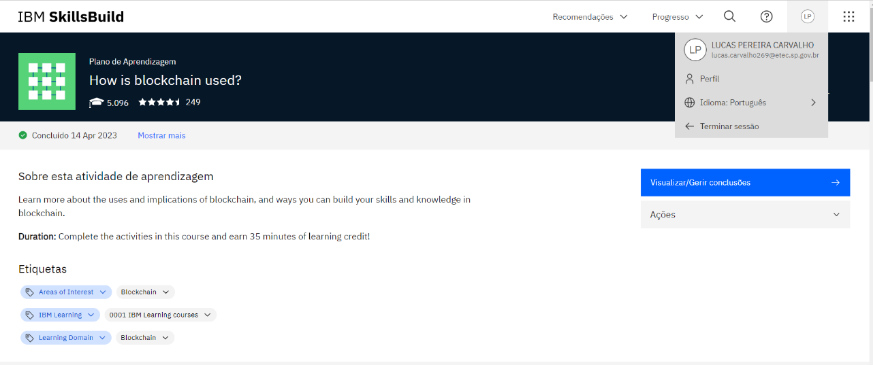 IBM SkillsBuild
Recomendações
Progresso
LP
LP
LUCAS PEREIRA CARVALHO
lucas.carvalho269@etec.sp.gov.br
Perfil
Idioma: Português
Terminar sessão
Plano de Aprendizagem
How is blockchain used?
5.096
249
Concluído 14 Apr 2023
Mostrar mais
Sobre esta atividade de aprendizagem
Learn more about the uses and implications of blockchain, and ways you can build your skills and knowledge in
blockchain.
Duration: Complete the activities in this course and earn 35 minutes of learning credit!
Visualizar/Gerir conclusões
Ações
Etiquetas
Areas of Interest
Blockchain
IBM Learning
0001 IBM Learning courses
Learning Domain
Blockchain